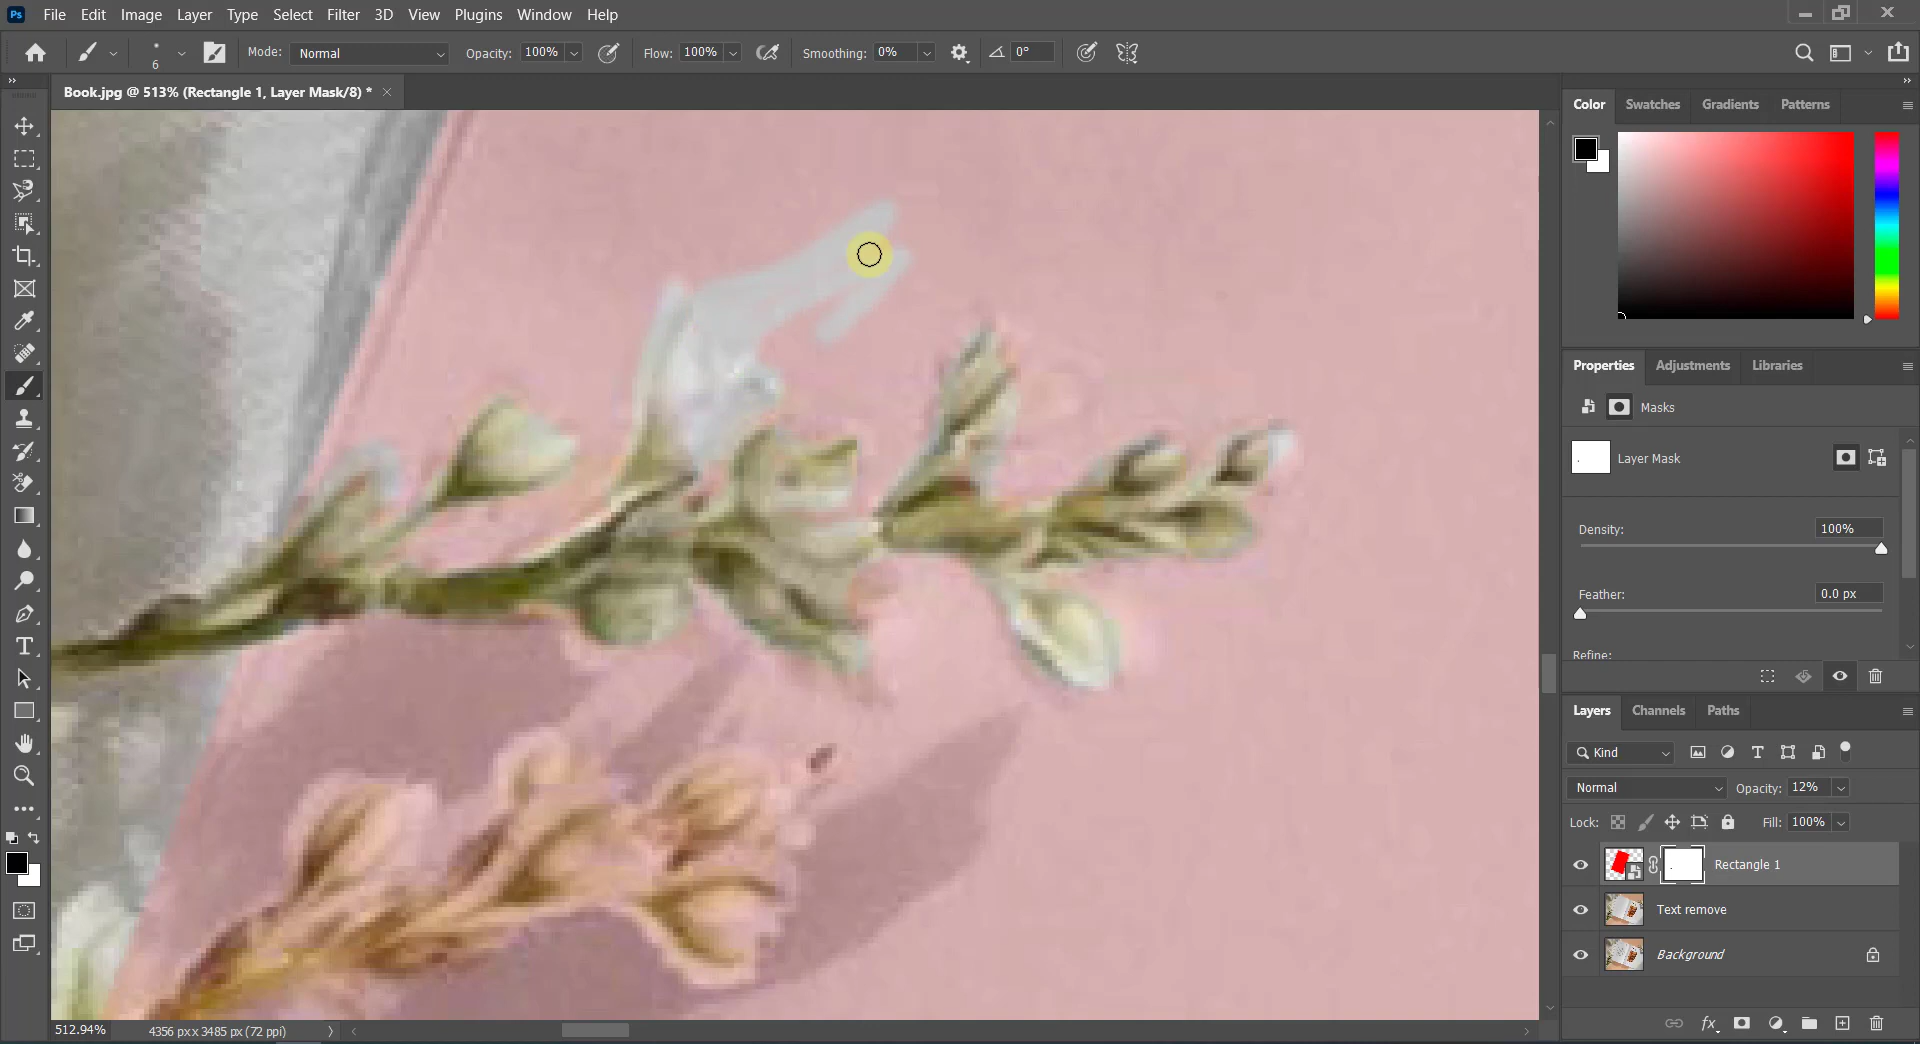 Ps File Edit Image Layer Type Select Filter 3D View Plugins Window Help
6 Mode: Normal Opacity: 100% Flow: 100% Smoothing: 0% 0°
Book.jpg @ 513% (Rectangle 1, Layer Mask/8) *
Color Swatches Gradients Patterns
Properties Adjustments Libraries
Masks
Layer Mask
Density: 100%
Feather: 0.0 px
Refine:
Layers Channels Paths
Kind
Normal Opacity: 12%
Lock: Fill: 100%
Rectangle 1
Text remove
Background
512.94% 4356 px x 3485 px (72 ppi)